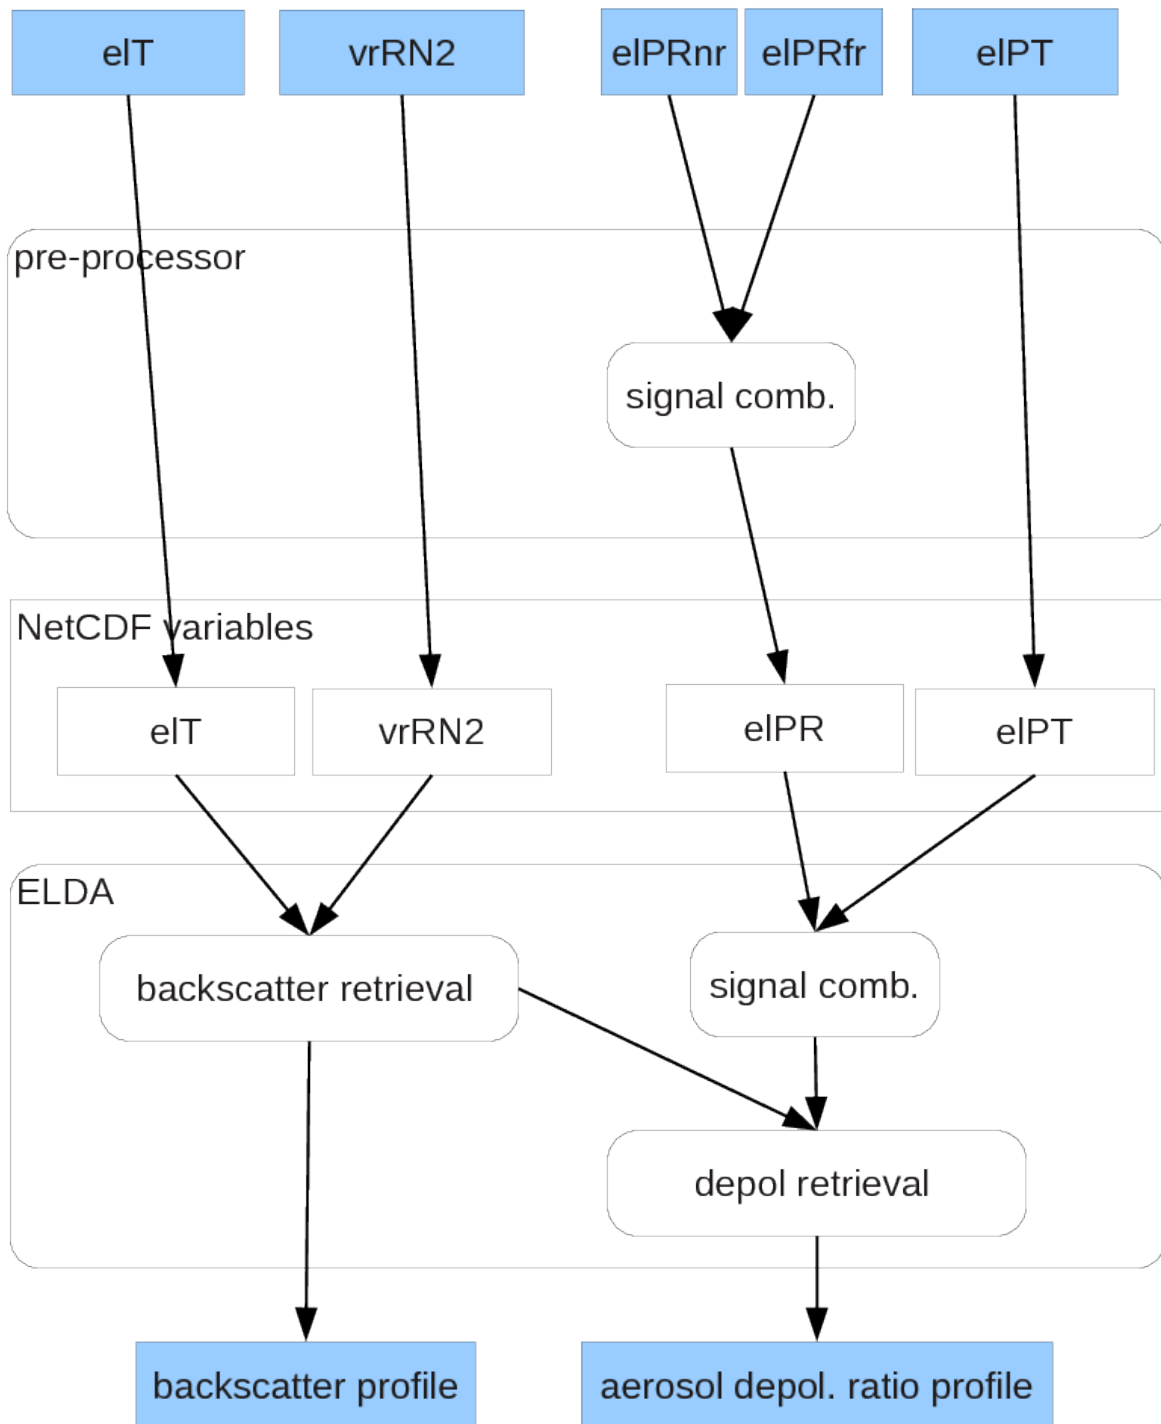 elT
vrRN2
elPRnr
elPRfr
elPT
pre-processor
signal comb.
NetCDF variables
elT
vrRN2
elPR
elPT
ELDA
backscatter retrieval
signal comb.
depol retrieval
backscatter profile
aerosol depol. ratio profile